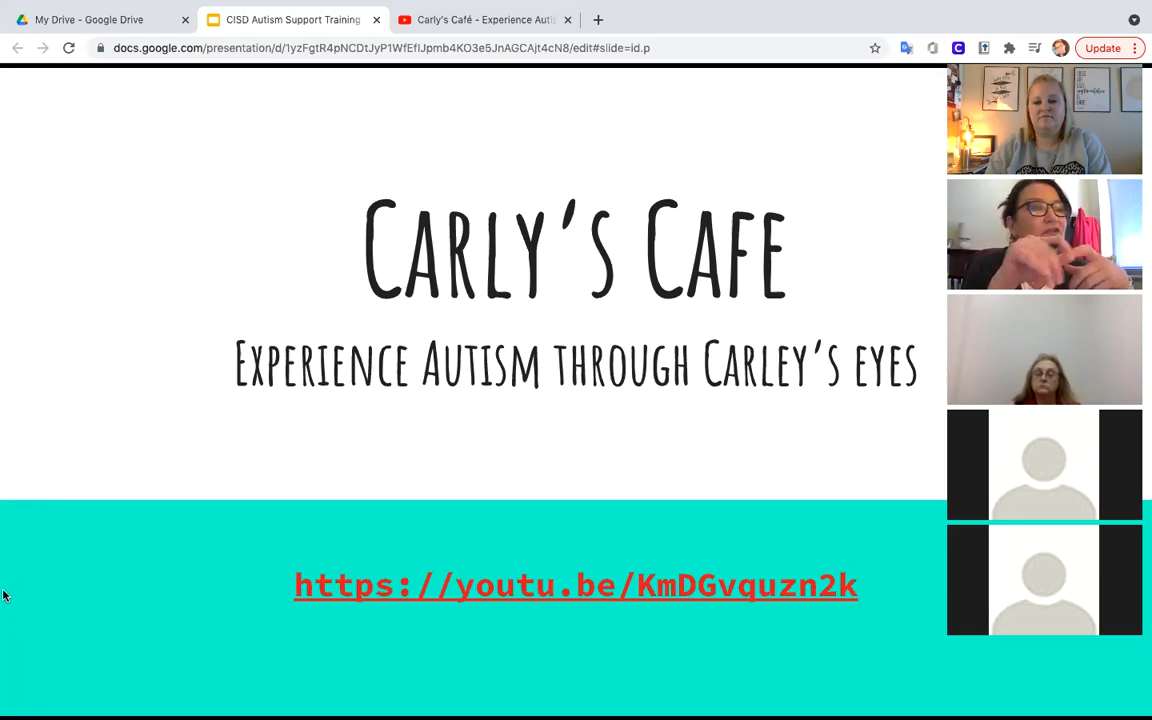 My Drive - Google Drive
CISD Autism Support Training
Carly's Café - Experience Auti
docs.google.com/presentation/d/1yzFgtR4pNCDtJyP1WfEfIJpmb4KO3e5JnAGCAjt4cN8/edit#slide=id.p
Update
CARLY'S CAFE
EXPERIENCE AUTISM THROUGH CARLEY'S EYES
https://youtu.be/KmDGvquzn2k